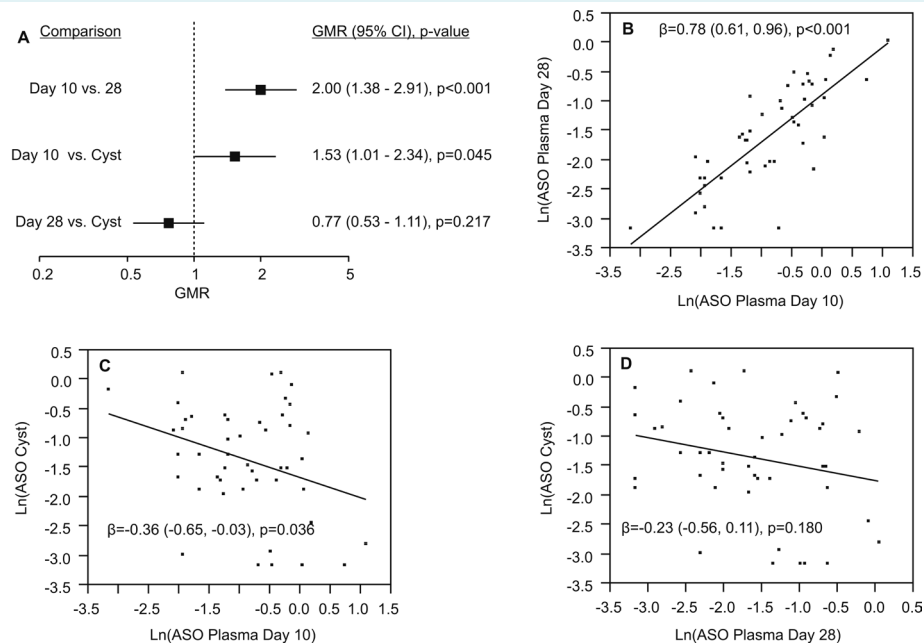 A
Comparison
GMR (95% CI), p-value
Day 10 vs. 28
2.00 (1.38 - 2.91), p<0.001
Day 10 vs. Cyst
1.53 (1.01 - 2.34), p=0.045
Day 28 vs. Cyst
0.77 (0.53 - 1.11), p=0.217
0.2 0.5 1 2 5
GMR
B
β=0.78 (0.61, 0.96), p<0.001
Ln(ASO Plasma Day 28)
0.5
0.0
-0.5
-1.0
-1.5
-2.0
-2.5
-3.0
-3.5
-3.5 -2.5 -1.5 -0.5 0.0 0.5 1.0 1.5
Ln(ASO Plasma Day 10)
C
Ln(ASO Cyst)
0.5
0.0
-0.5
-1.0
-1.5
-2.0
-2.5
-3.0
-3.5
β=-0.36 (-0.65, -0.03), p=0.036
-3.5 -2.5 -1.5 -0.5 0.0 0.5 1.0 1.5
Ln(ASO Plasma Day 10)
D
Ln(ASO Cyst)
0.5
0.0
-0.5
-1.0
-1.5
-2.0
-2.5
-3.0
-3.5
β=-0.23 (-0.56, 0.11), p=0.180
-3.5 -3.0 -2.5 -2.0 -1.5 -1.0 -0.5 0.0 0.5
Ln(ASO Plasma Day 28)